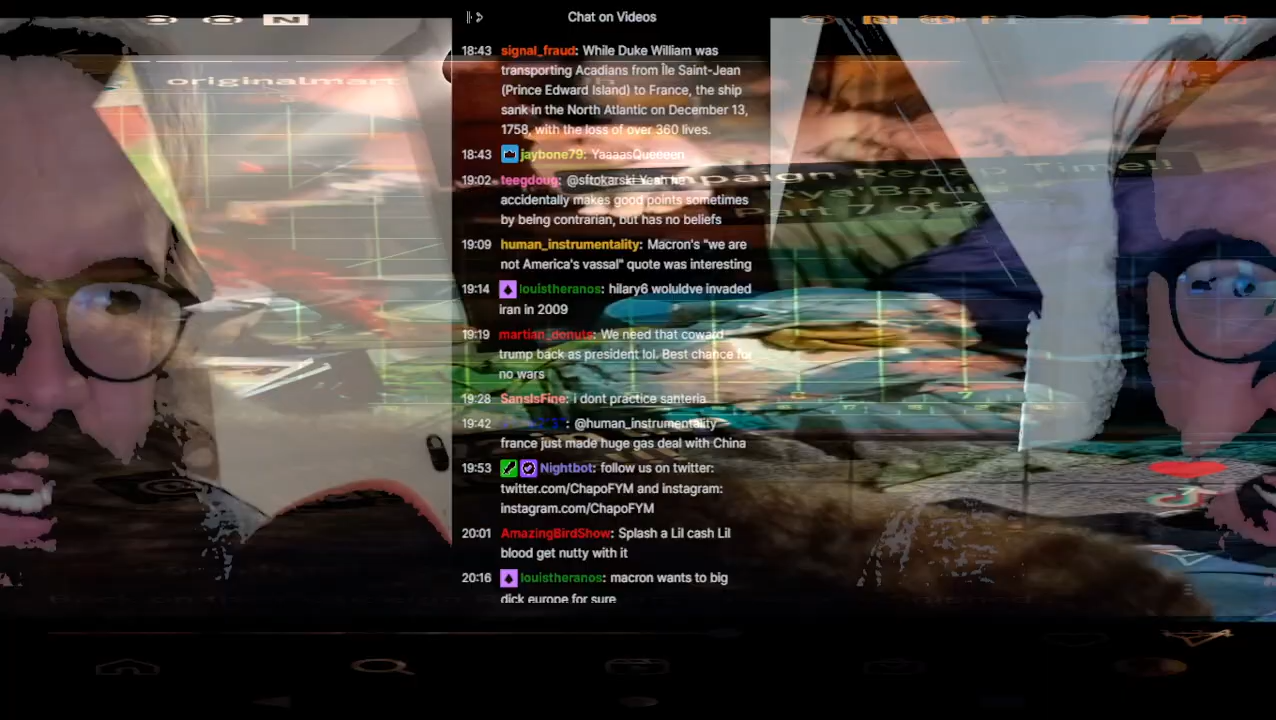 N
Chat on Videos
originalmart
18:43 signal_fraud: While Duke William was
transporting Acadians from Île Saint-Jean
(Prince Edward Island) to France, the ship
sank in the North Atlantic on December 13,
1758, with the loss of over 360 lives.
18:43 jaybone79: YaaaasQueeeen
paign Recap Time!!
19:02 teegdoug: @sftokarski Yeah he
accidentally makes good points sometimes
Part 7 of
by being contrarian, but has no beliefs
19:09 human_instrumentality: Macron's "we are
not America's vassal" quote was interesting
19:14 louistheranos: hilary6 woluldve invaded
iran in 2009
19:19 martian_donuts: We need that coward
trump back as president lol. Best chance for
no wars
19:28 SansIsFine: i dont practice santeria
19:42 : @human_instrumentality
france just made huge gas deal with China
19:53 Nightbot: follow us on twitter:
twitter.com/ChapoFYM and instagram:
instagram.com/ChapoFYM
20:01 AmazingBirdShow: Splash a Lil cash Lil
blood get nutty with it
20:16 louistheranos: macron wants to big
dick europe for sure